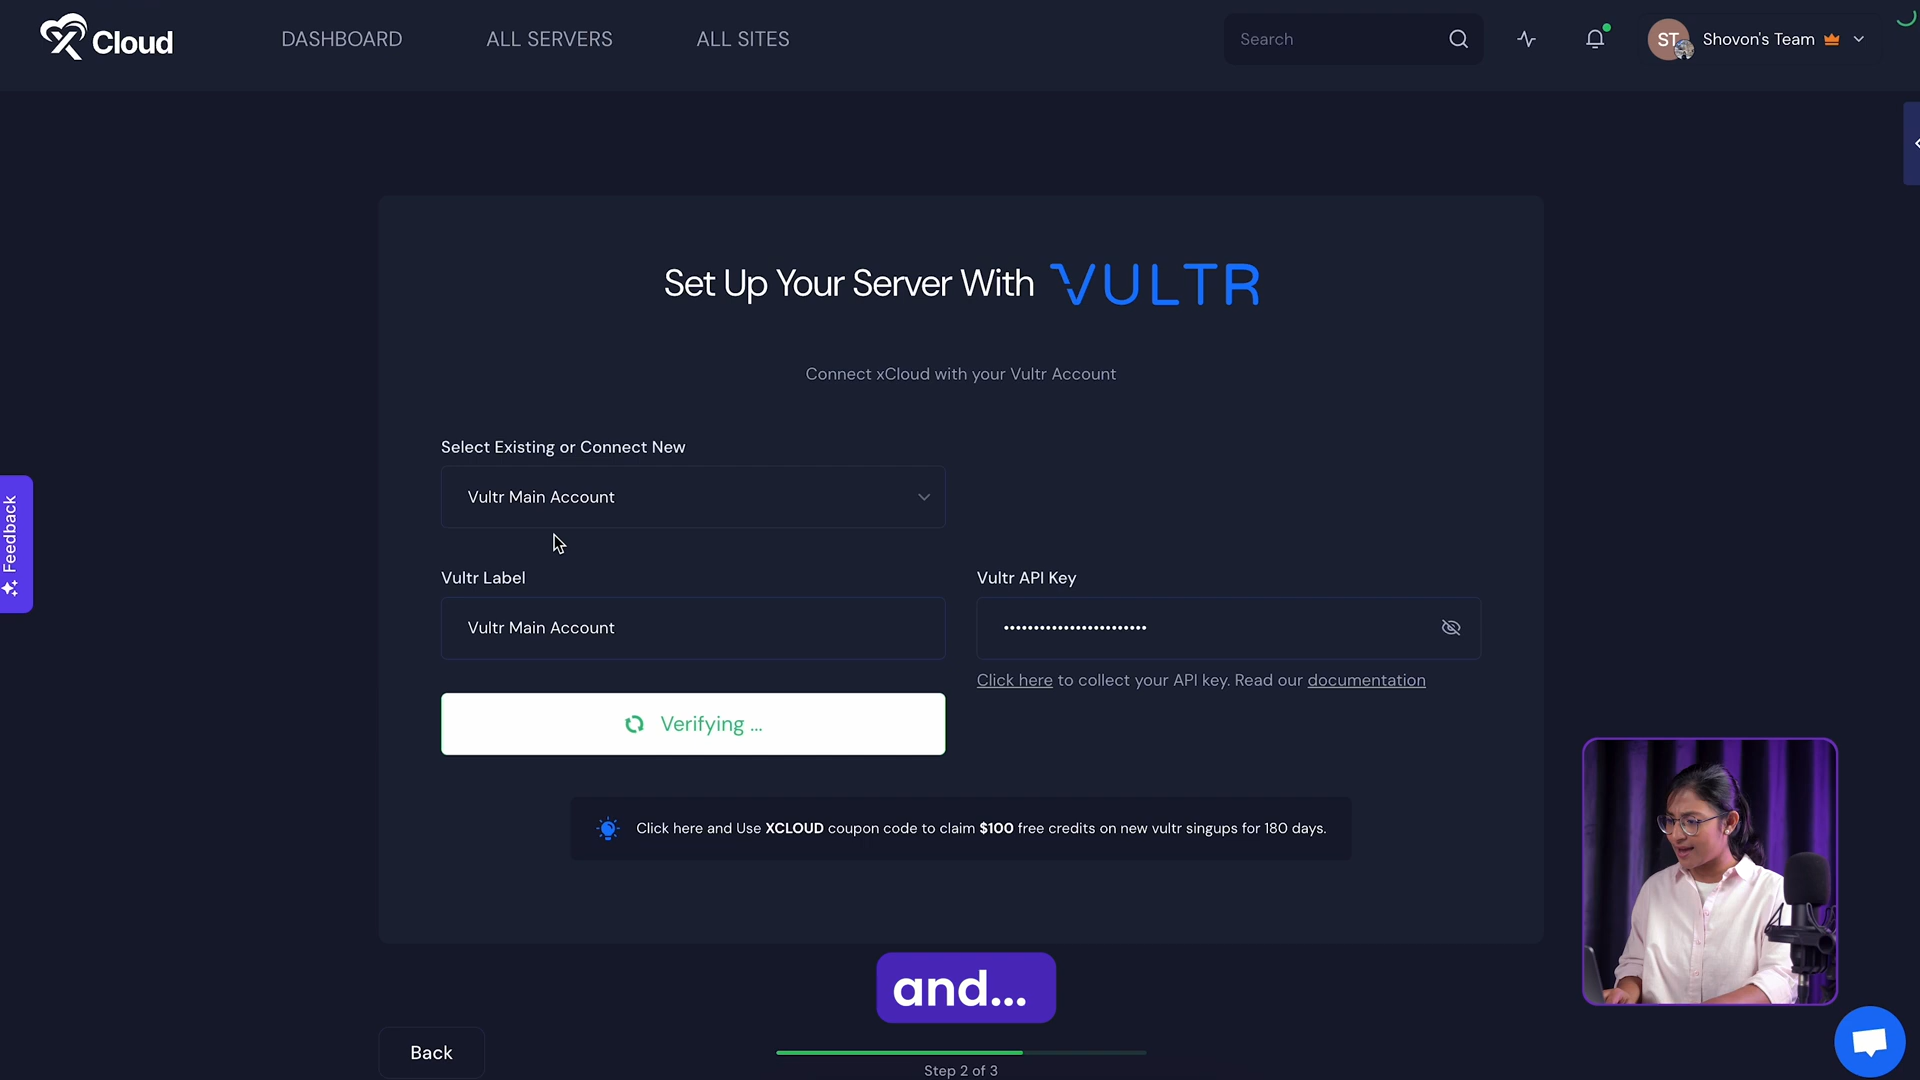 xCloud
DASHBOARD
ALL SERVERS
ALL SITES
Search
ST
Shovon's Team
Set Up Your Server With VULTR
Connect xCloud with your Vultr Account
Select Existing or Connect New
Vultr Main Account
Feedback
Vultr Label
Vultr API Key
Vultr Main Account
••••••••••••••••••••••••
Click here to collect your API key. Read our documentation
Verifying ...
Click here and Use XCLOUD coupon code to claim $100 free credits on new vultr singups for 180 days.
and...
Back
Step 2 of 3